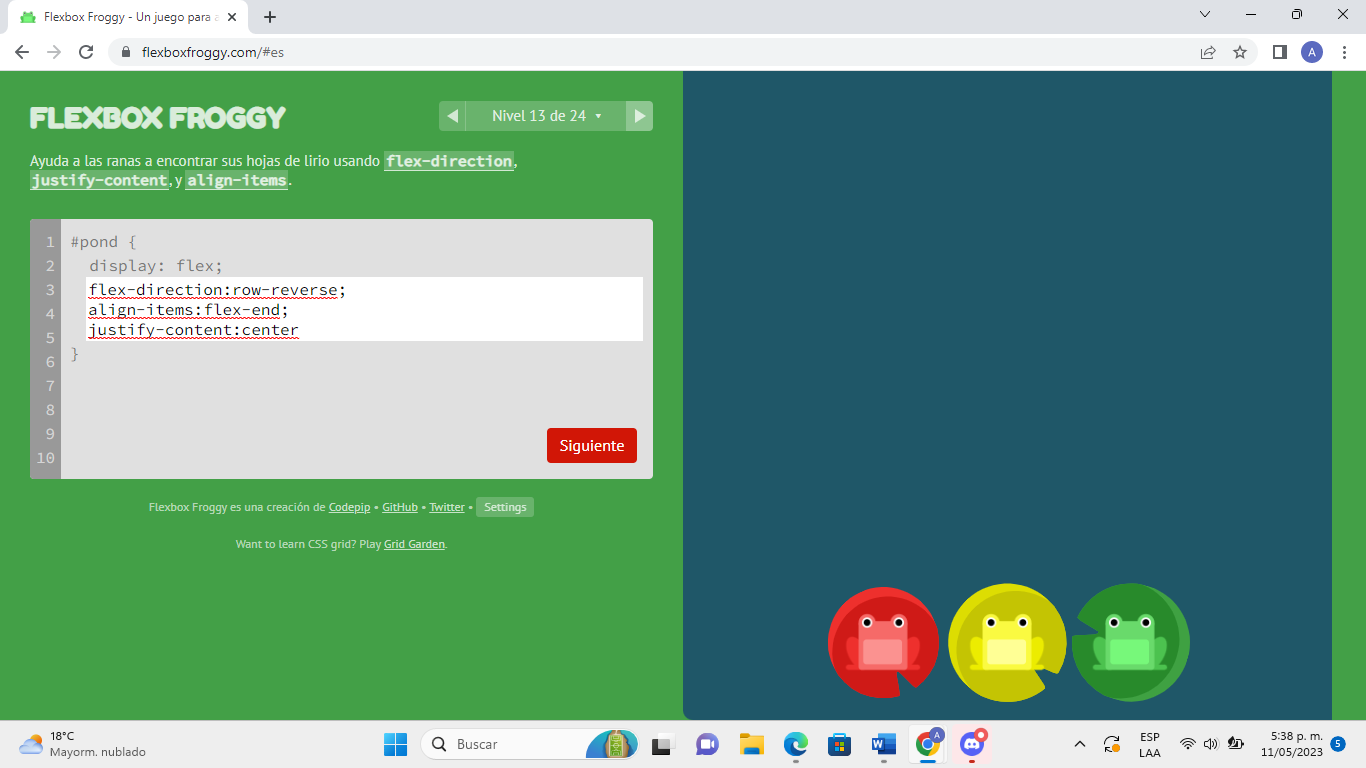 Flexbox Froggy - Un juego para a
flexboxfroggy.com/#es
A
FLEXBOX FROGGY
Nivel 13 de 24
Ayuda a las ranas a encontrar sus hojas de lirio usando flex-direction,
justify-content, y align-items.
1 #pond {
2 display: flex;
3 flex-direction:row-reverse;
4 align-items:flex-end;
5 justify-content:center
6 }
7
8
9
10
Siguiente
Flexbox Froggy es una creación de Codepip • GitHub • Twitter • Settings
Want to learn CSS grid? Play Grid Garden.
18°C
Mayorm. nublado
Buscar
W
A
ESP
LAA
5:38 p. m.
11/05/2023
5